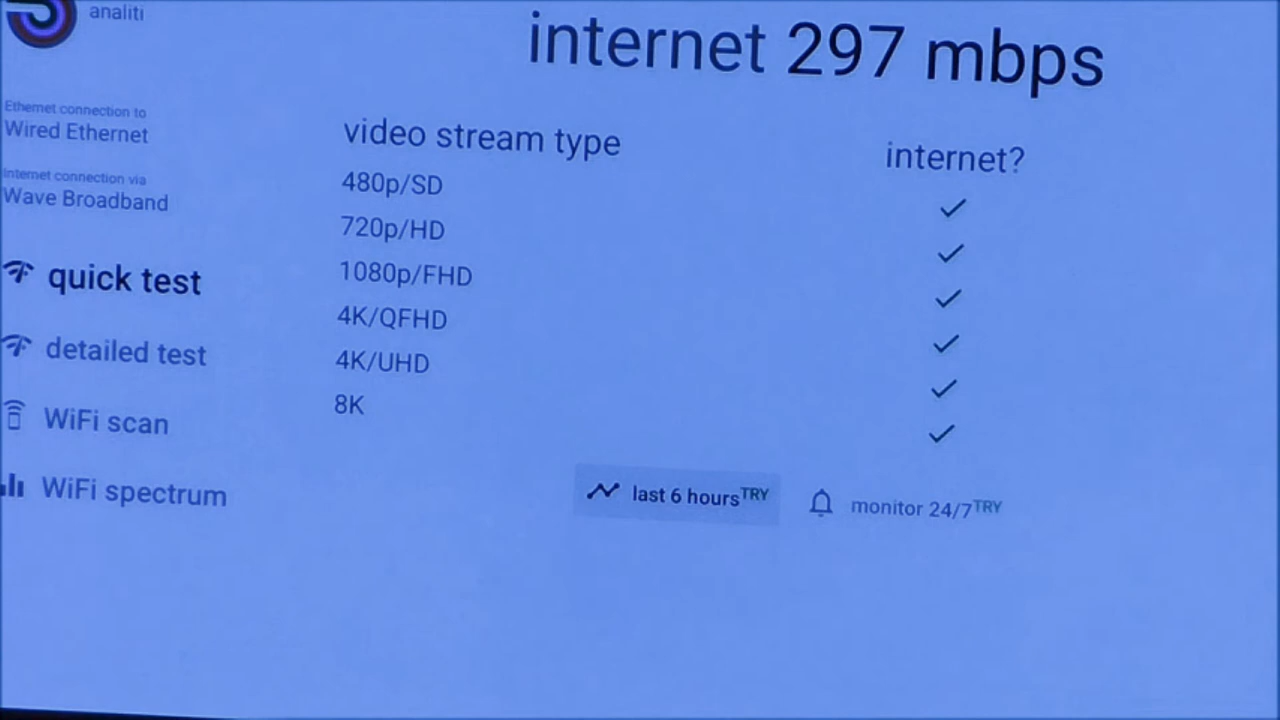 analiti
internet 297 mbps
Ethernet connection to
Wired Ethernet
Internet connection via
Wave Broadband
quick test
detailed test
WiFi scan
WiFi spectrum
video stream type
internet?
480p/SD
720p/HD
1080p/FHD
4K/QFHD
4K/UHD
8K
last 6 hoursTRY
monitor 24/7TRY